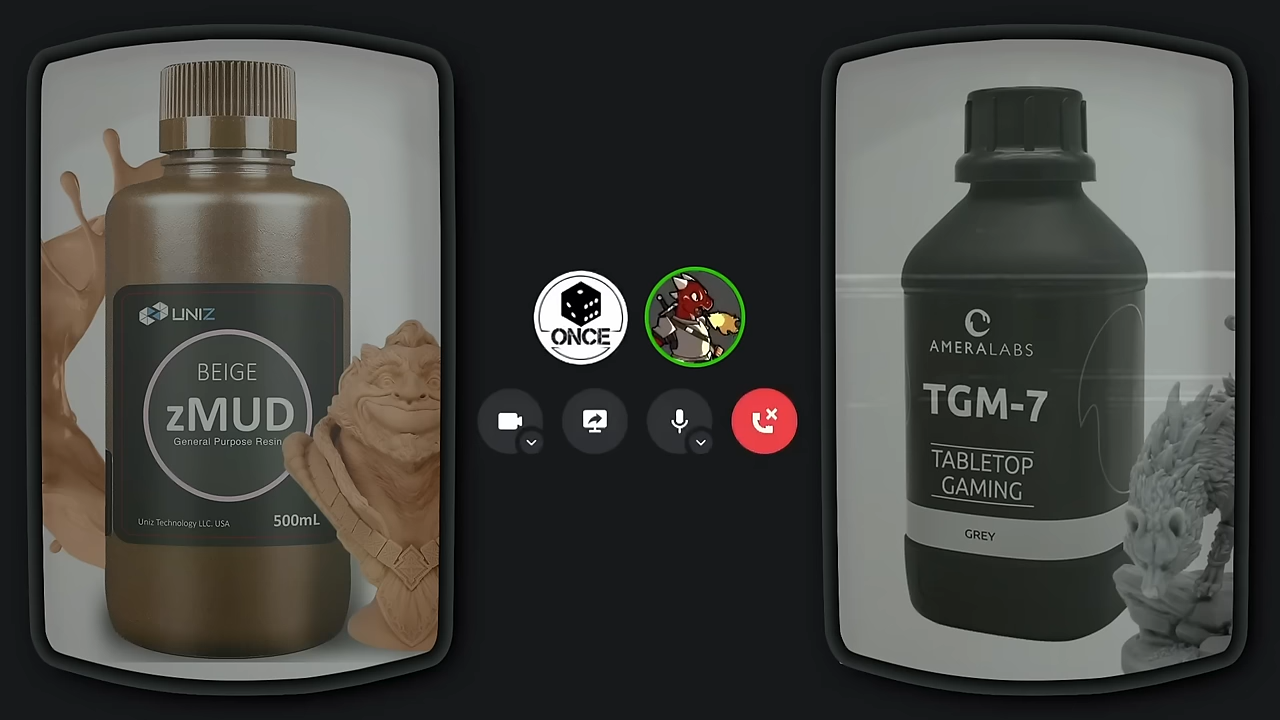 UNIZ
BEIGE
zMUD
General Purpose Resin
Uniz Technology LLC. USA
500mL
ONCE
AMERALABS
TGM-7
TABLETOP
GAMING
GREY